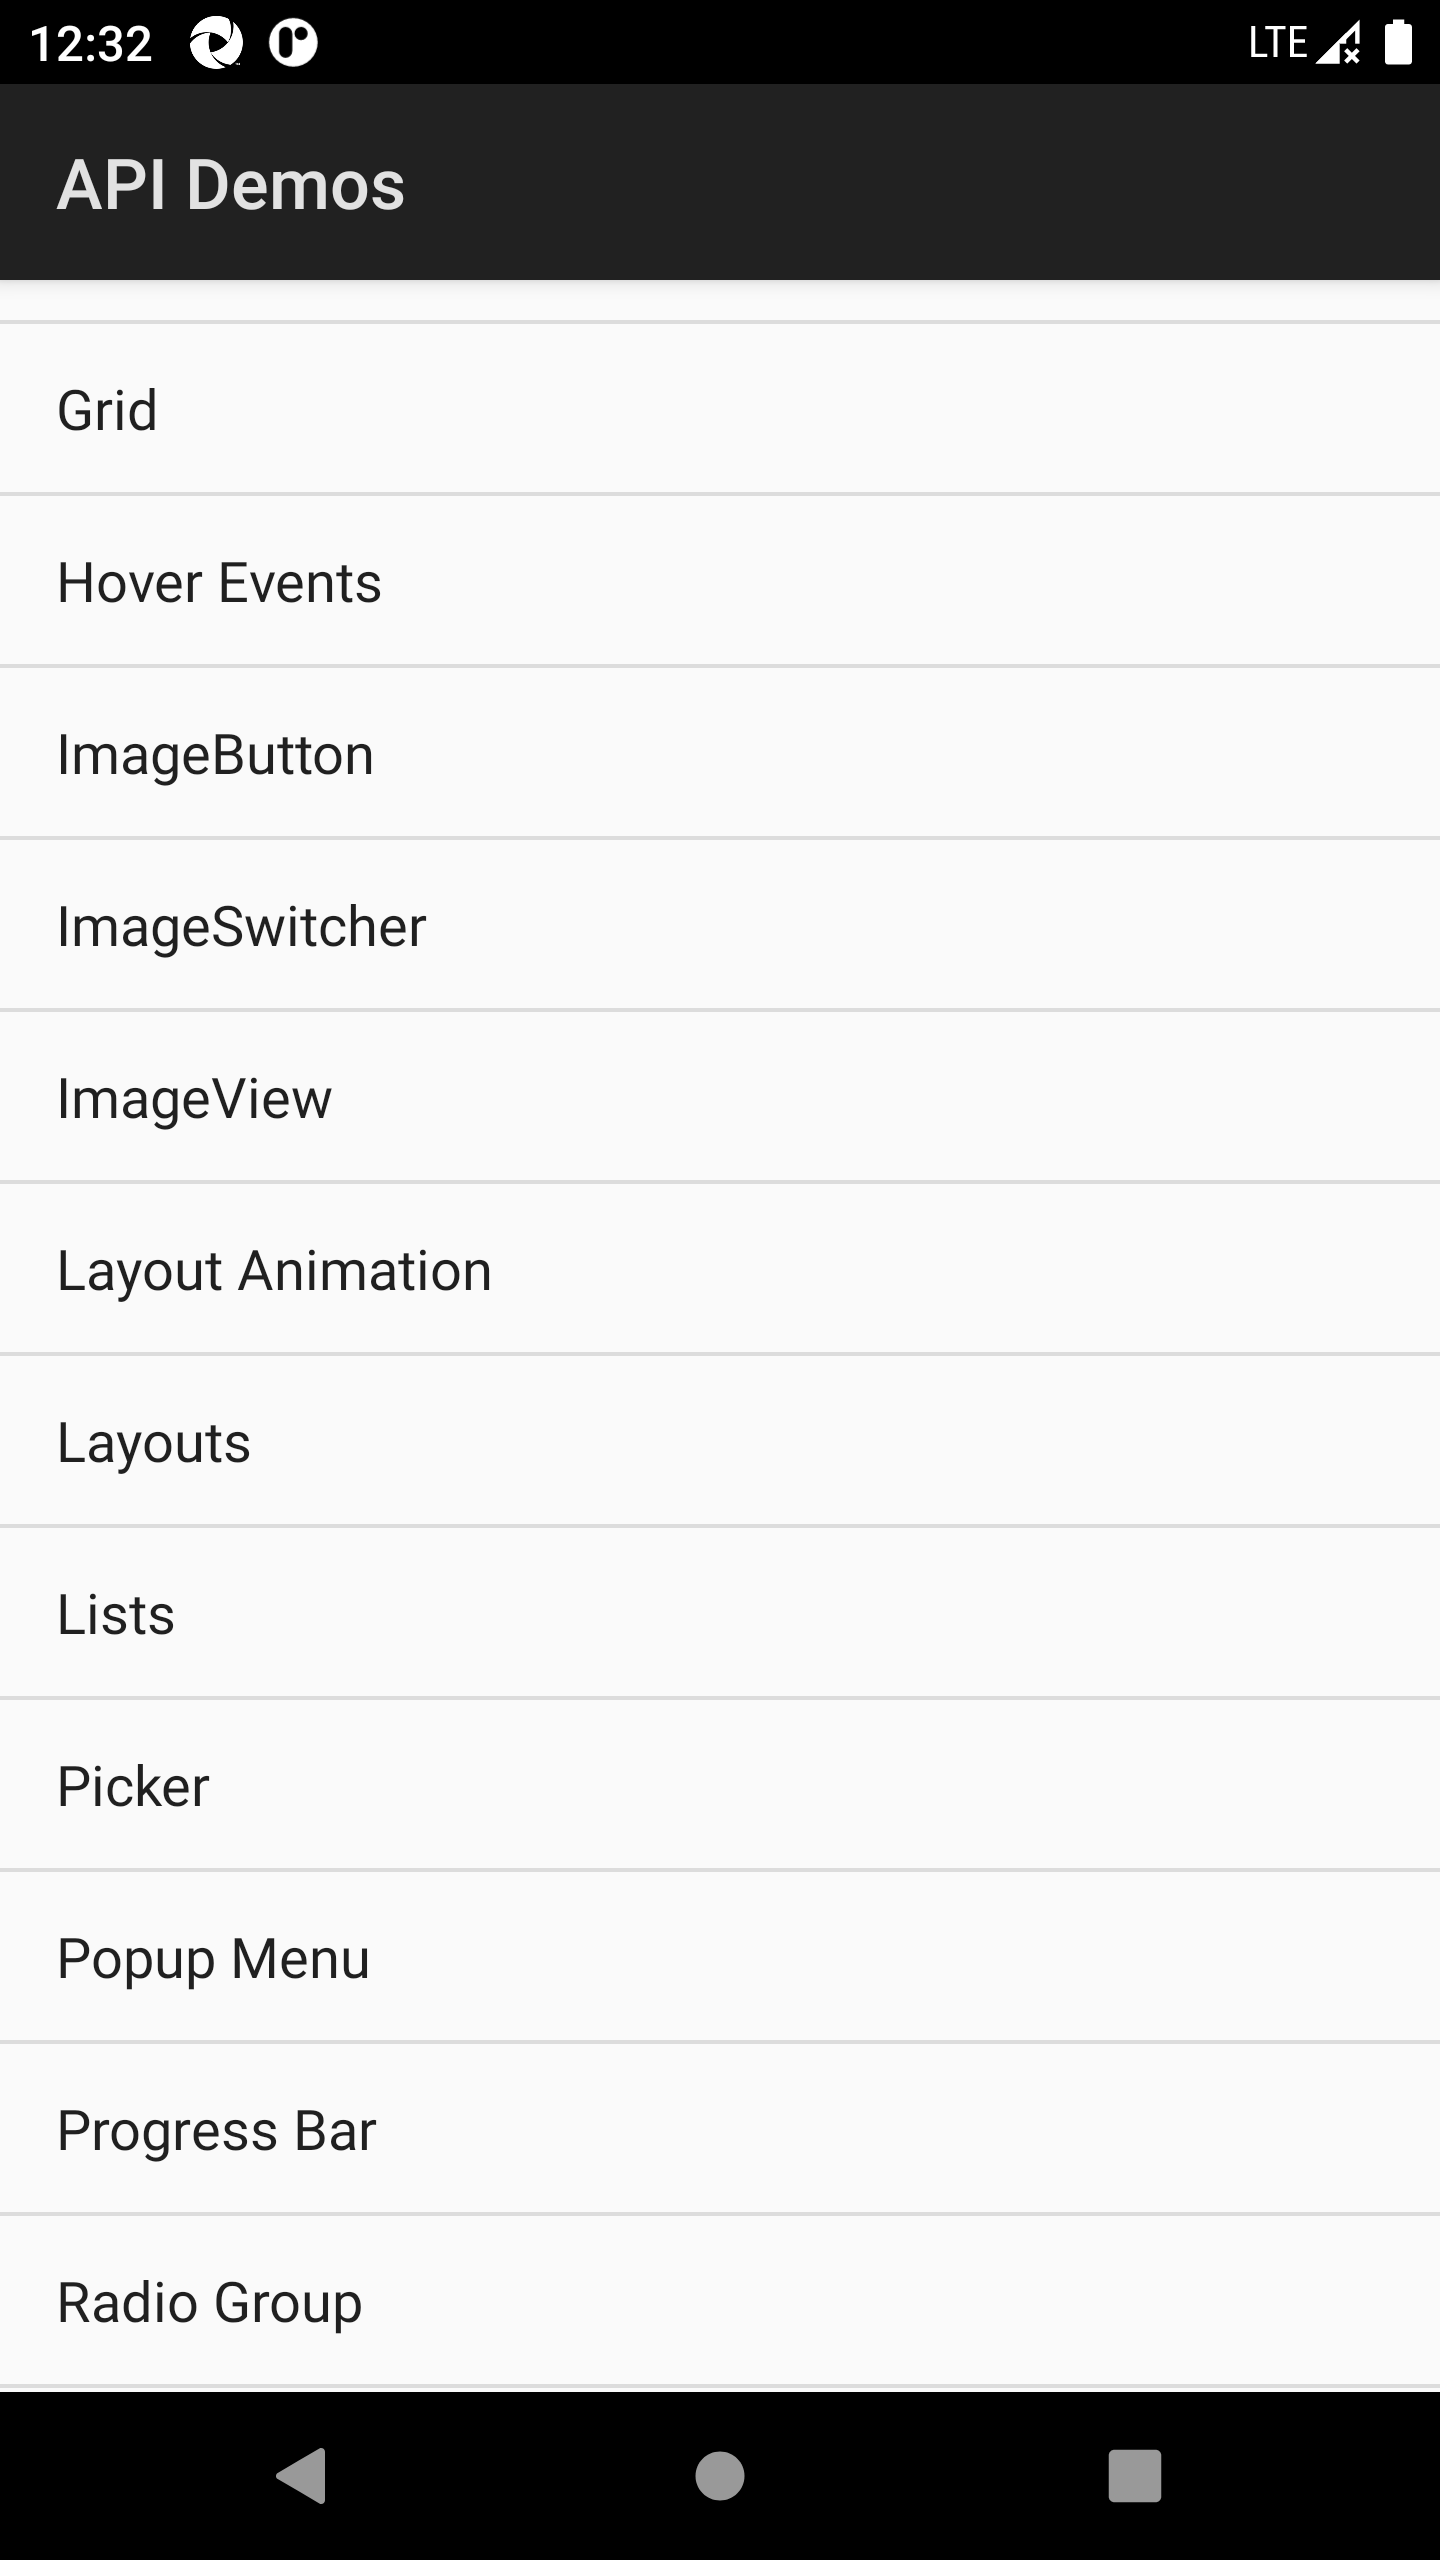 12:32
LTE
API Demos
Grid
Hover Events
ImageButton
ImageSwitcher
ImageView
Layout Animation
Layouts
Lists
Picker
Popup Menu
Progress Bar
Radio Group